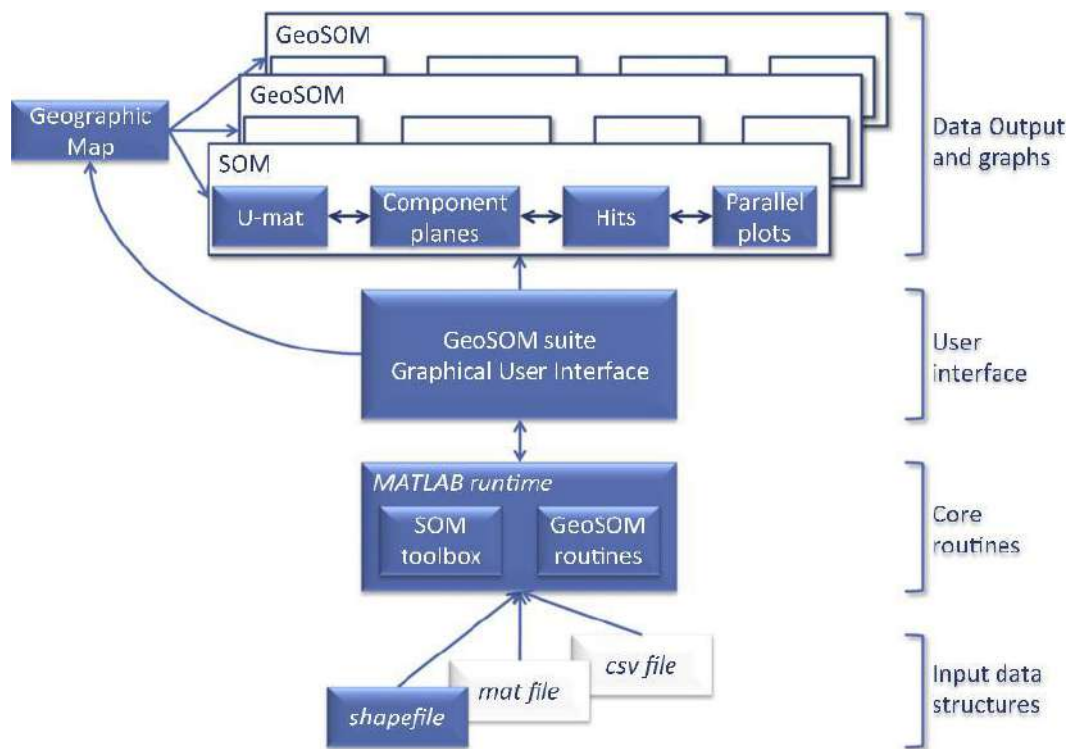 GeoSOM
GeoSOM
Geographic
Map
SOM
U-mat
Component
planes
Hits
Parallel
plots
Data Output
and graphs
GeoSOM suite
Graphical User Interface
User
interface
MATLAB runtime
SOM
toolbox
GeoSOM
routines
Core
routines
csv file
mat file
shapefile
Input data
structures